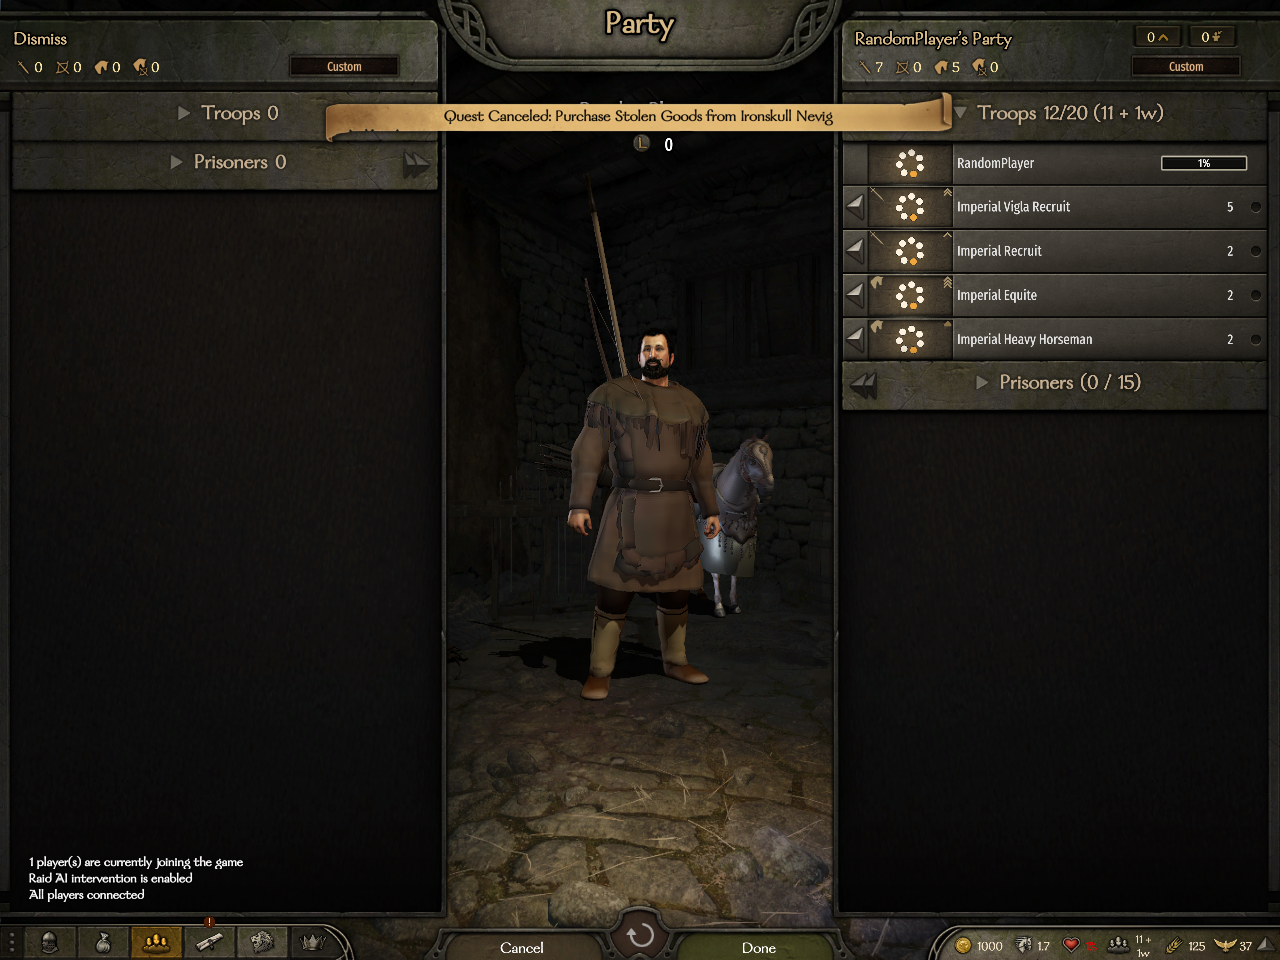 Party
Dismiss
0 0 0 0
Custom
Troops 0
Prisoners 0
Quest Canceled: Purchase Stolen Goods from Ironskull Nevig
L 0
RandomPlayer's Party
0 0
7 0 5 0
Custom
Troops 12/20 (11 + 1w)
RandomPlayer
1%
Imperial Vigla Recruit 5
Imperial Recruit 2
Imperial Equite 2
Imperial Heavy Horseman 2
Prisoners (0 / 15)
1 player(s) are currently joining the game
Raid AI intervention is enabled
All players connected
Cancel
Done
1000 1.7 11 + 1w 125 37